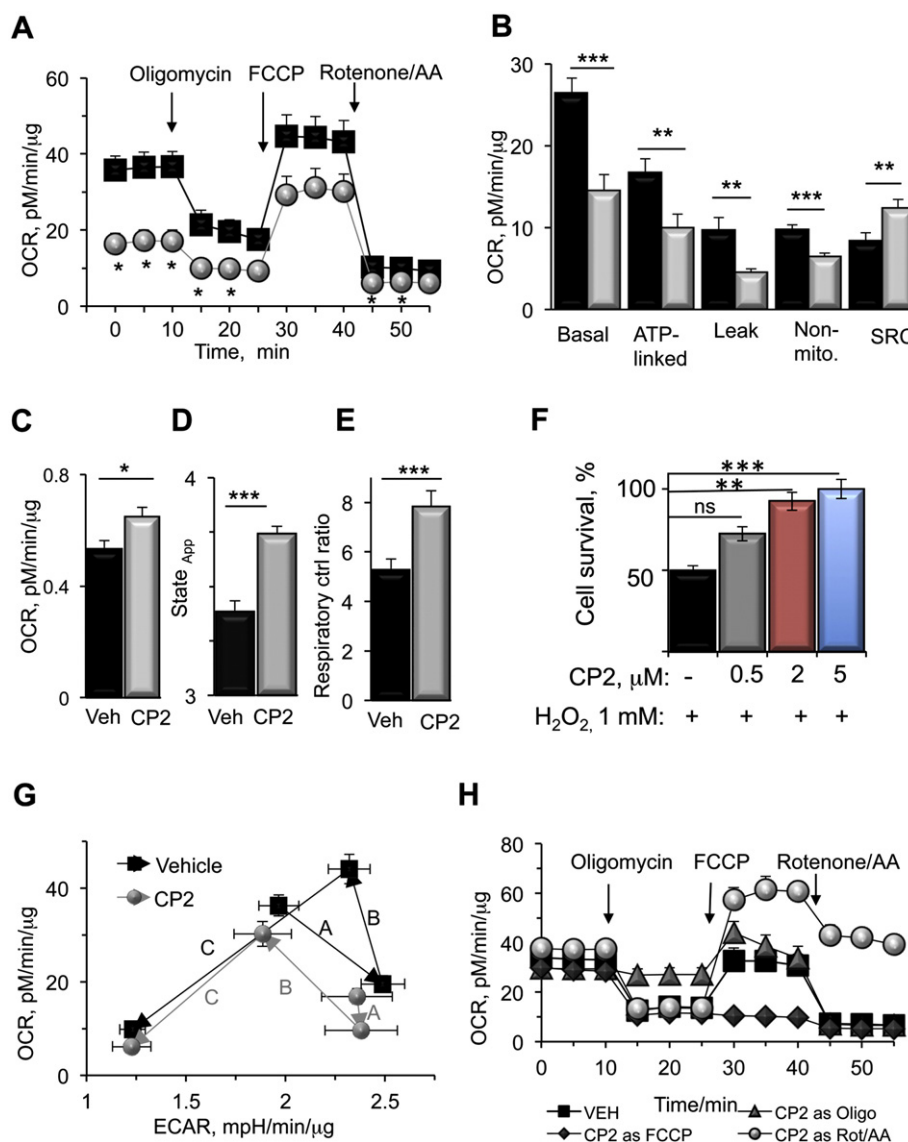 A
Oligomycin FCCP Rotenone/AA
OCR, pM/min/µg
60
40
20
0
* * * * * * *
0 10 20 30 40 50
Time, min
B
OCR, pM/min/µg
30
20
10
0
*** ** ** *** **
Basal ATP-linked Leak Non-mito. SRC
C
OCR, pM/min/µg
0.8
0.4
0
*
Veh CP2
D
State App
4
3
***
Veh CP2
E
Respiratory ctrl ratio
8
6
4
2
0
***
Veh CP2
F
Cell survival, %
100
50
***
**
ns
CP2, µM: - 0.5 2 5
H₂O₂, 1 mM: + + + +
G
Vehicle
CP2
OCR, pM/min/µg
60
40
20
0
A
B
C
A
B
C
1 1.5 2 2.5
ECAR, mpH/min/µg
H
Oligomycin FCCP Rotenone/AA
OCR, pM/min/µg
80
60
40
20
0
0 10 20 30 40 50
Time/min
VEH CP2 as Oligo
CP2 as FCCP CP2 as Rot/AA